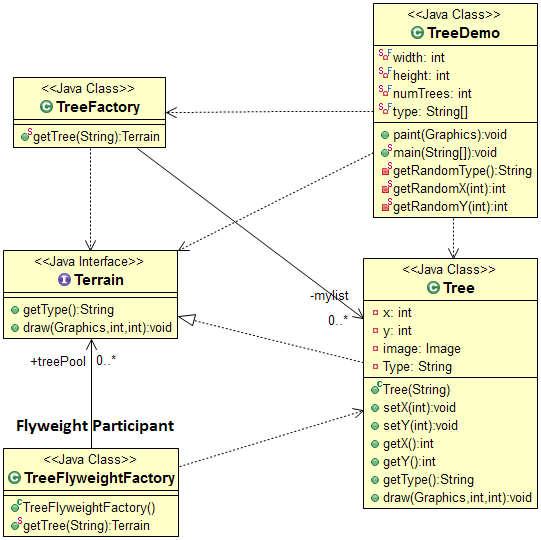 <<Java Class>>
TreeDemo
width: int
height: int
numTrees: int
type: String[]
paint(Graphics):void
main(String[]):void
getRandomType():String
getRandomX(int):int
getRandomY(int):int
<<Java Class>>
TreeFactory
getTree(String):Terrain
<<Java Interface>>
Terrain
getType():String
draw(Graphics,int,int):void
-mylist
0..*
<<Java Class>>
Tree
x: int
y: int
image: Image
Type: String
Tree(String)
setX(int):void
setY(int):void
getX():int
getY():int
getType():String
draw(Graphics,int,int):void
+treePool 0..*
Flyweight Participant
<<Java Class>>
TreeFlyweightFactory
TreeFlyweightFactory()
getTree(String):Terrain